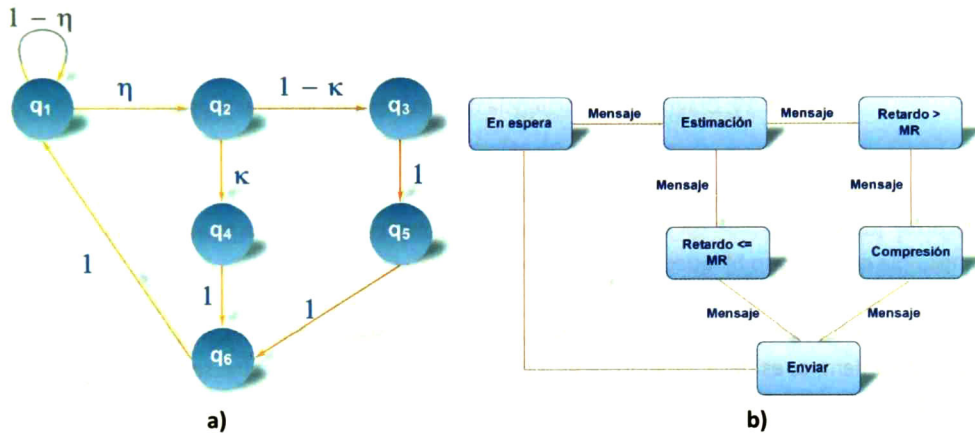 1 − η
q1
η
q2
1 − κ
q3
κ
1
q4
q5
1
1
1
q6
a)
En espera
Mensaje
Estimación
Mensaje
Retardo >
MR
Mensaje
Mensaje
Retardo <=
MR
Compresión
Mensaje
Mensaje
Enviar
b)